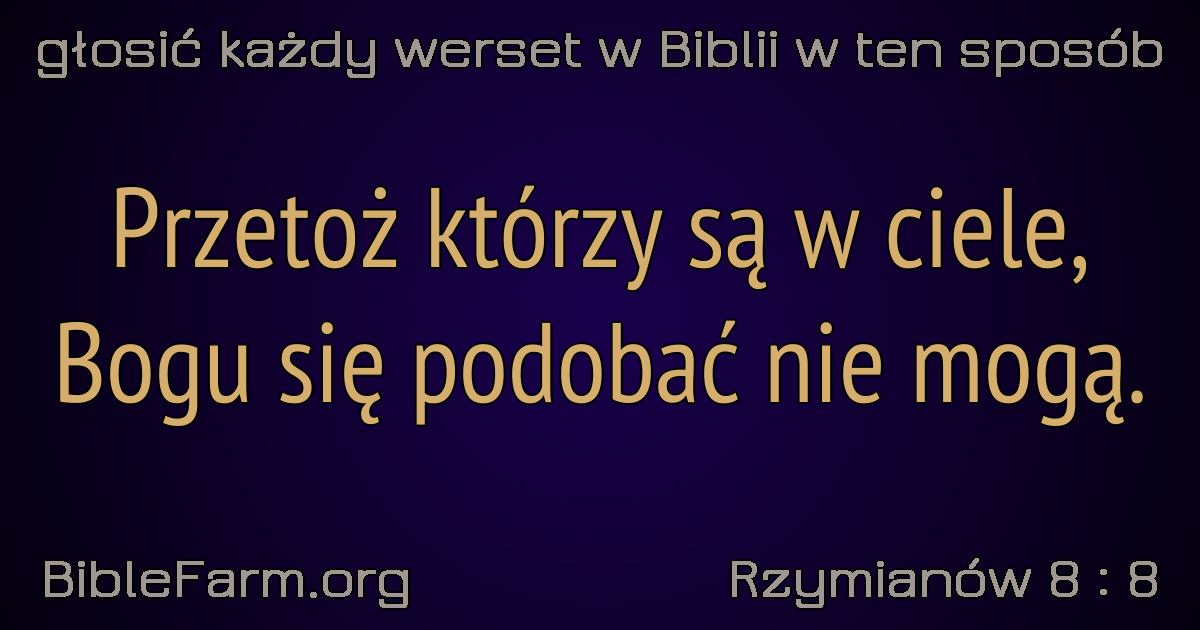 głosić każdy werset w Biblii w ten sposób
Przetoż którzy są w ciele,
Bogu się podobać nie mogą.
BibleFarm.org
Rzymianów 8 : 8